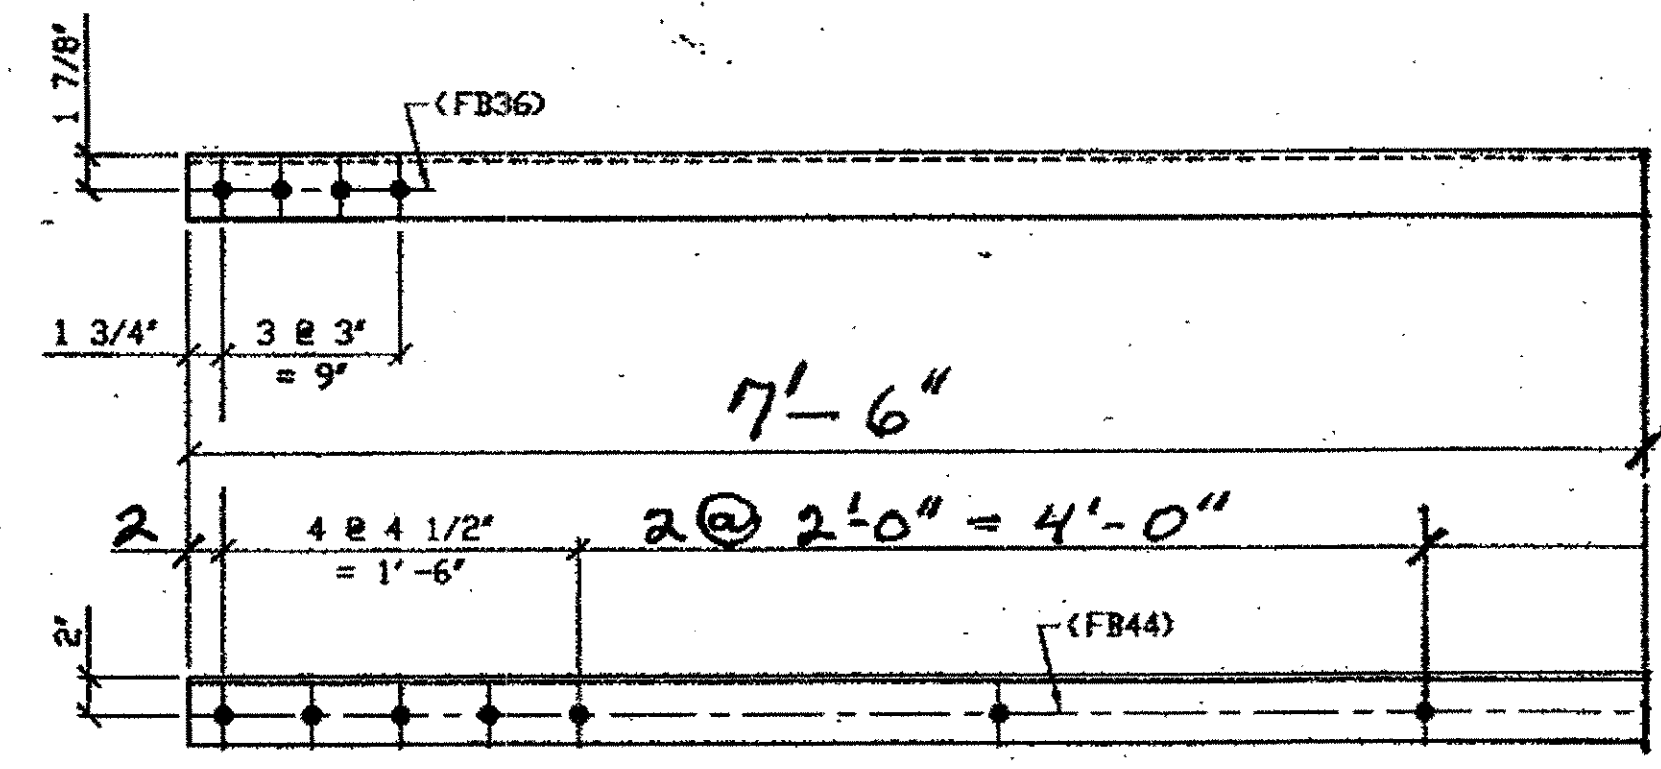 1 7/8"
(FB36)
1 3/4"
3 @ 3"
= 9"
7'-6"
2
4 @ 4 1/2"
= 1'-6"
2 @ 2'-0" = 4'-0"
2"
(FB44)